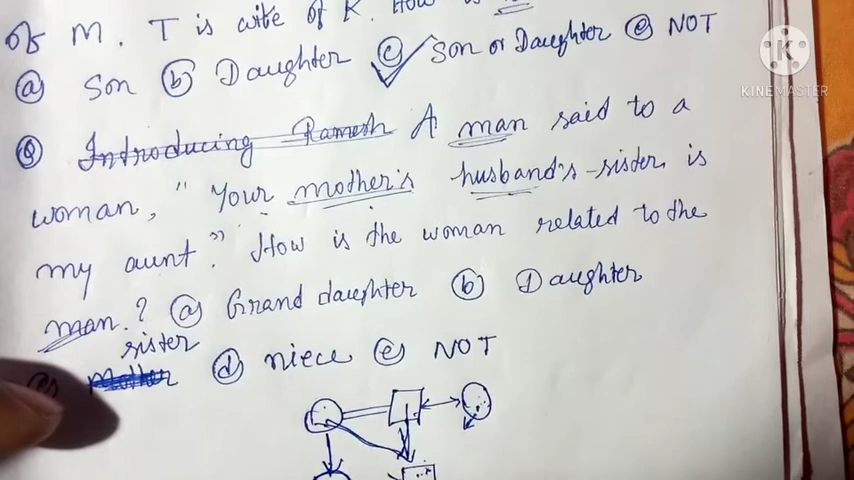 of M. T is wife of K. How is
ⓐ Son ⓑ Daughter ⓒ Son or Daughter ⓔ NOT
KINEMASTER
Ⓠ Introducing Ramesh A man said to a
woman, "Your mother's husband's sister is
my aunt". How is the woman related to the
man.? ⓐ Grand daughter ⓑ Daughter
sister
Mother ⓓ niece ⓔ NOT